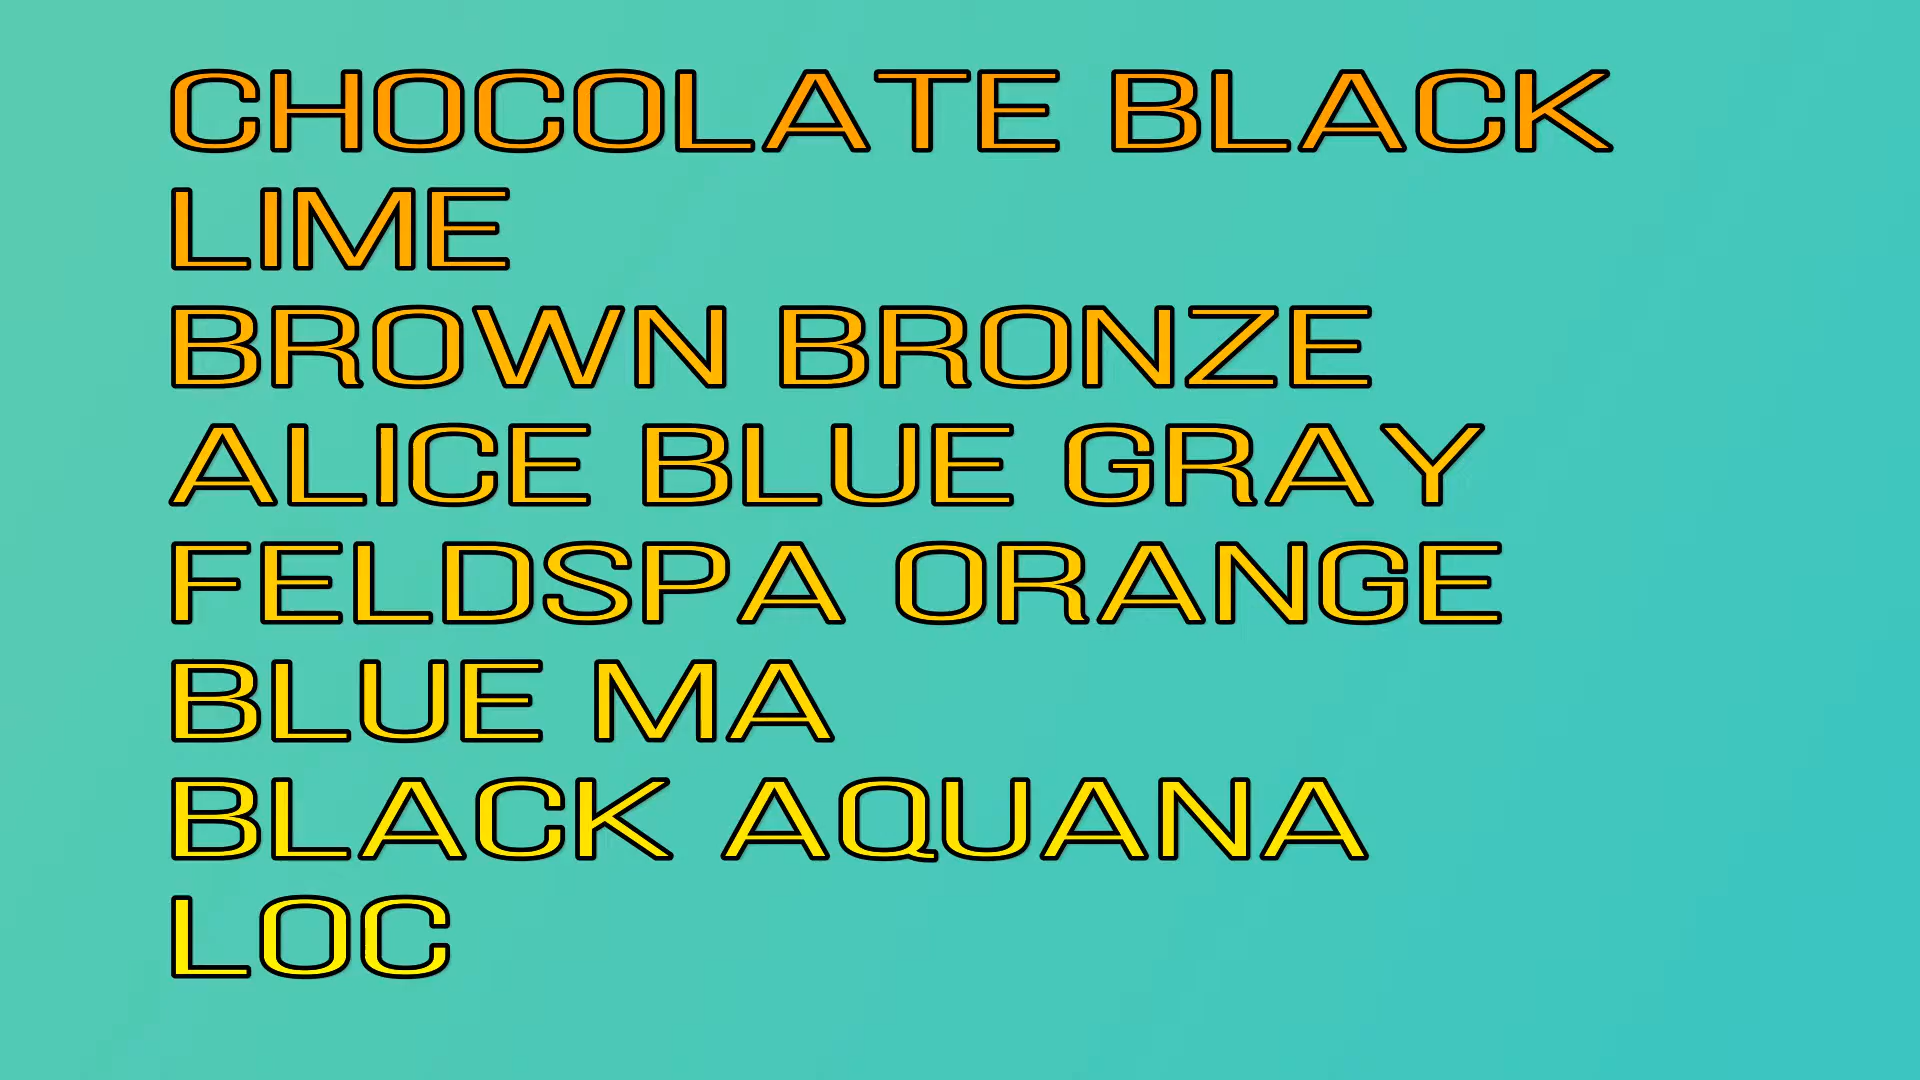 CHOCOLATE BLACK
LIME
BROWN BRONZE
ALICE BLUE GRAY
FELDSPA ORANGE
BLUE MA
BLACK AQUANA
LOC